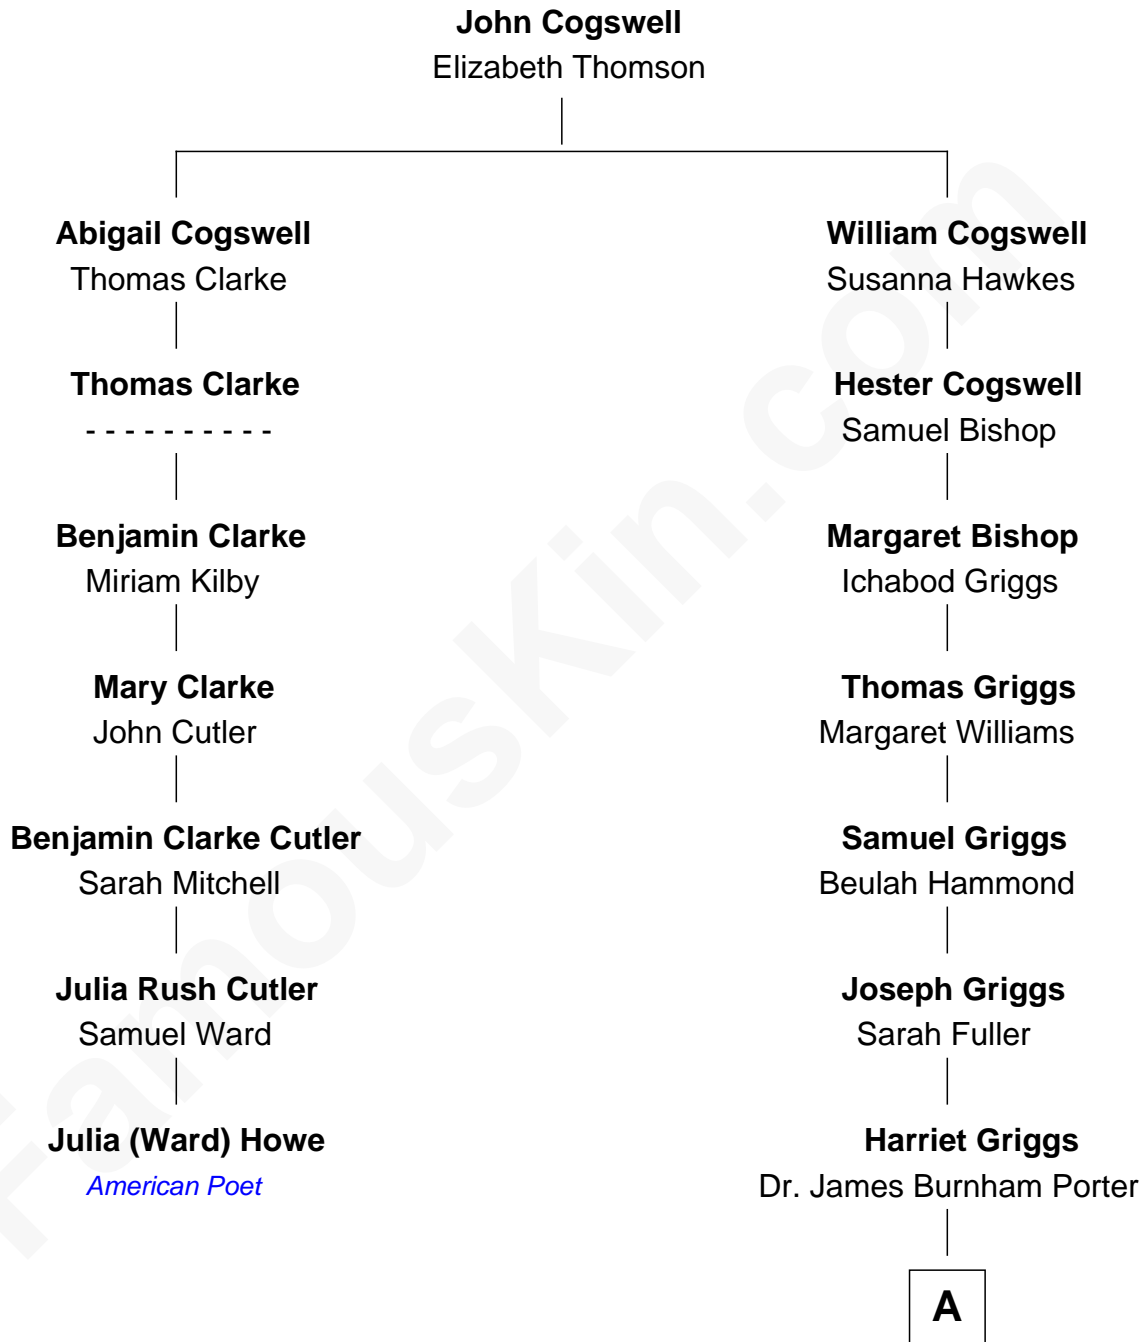 John Cogswell
Elizabeth Thomson
Abigail Cogswell
Thomas Clarke
Thomas Clarke
- - - - - - - - - -
Benjamin Clarke
Miriam Kilby
Mary Clarke
John Cutler
Benjamin Clarke Cutler
Sarah Mitchell
Julia Rush Cutler
Samuel Ward
Julia (Ward) Howe
American Poet
William Cogswell
Susanna Hawkes
Hester Cogswell
Samuel Bishop
Margaret Bishop
Ichabod Griggs
Thomas Griggs
Margaret Williams
Samuel Griggs
Beulah Hammond
Joseph Griggs
Sarah Fuller
Harriet Griggs
Dr. James Burnham Porter
A
FamousKin.com